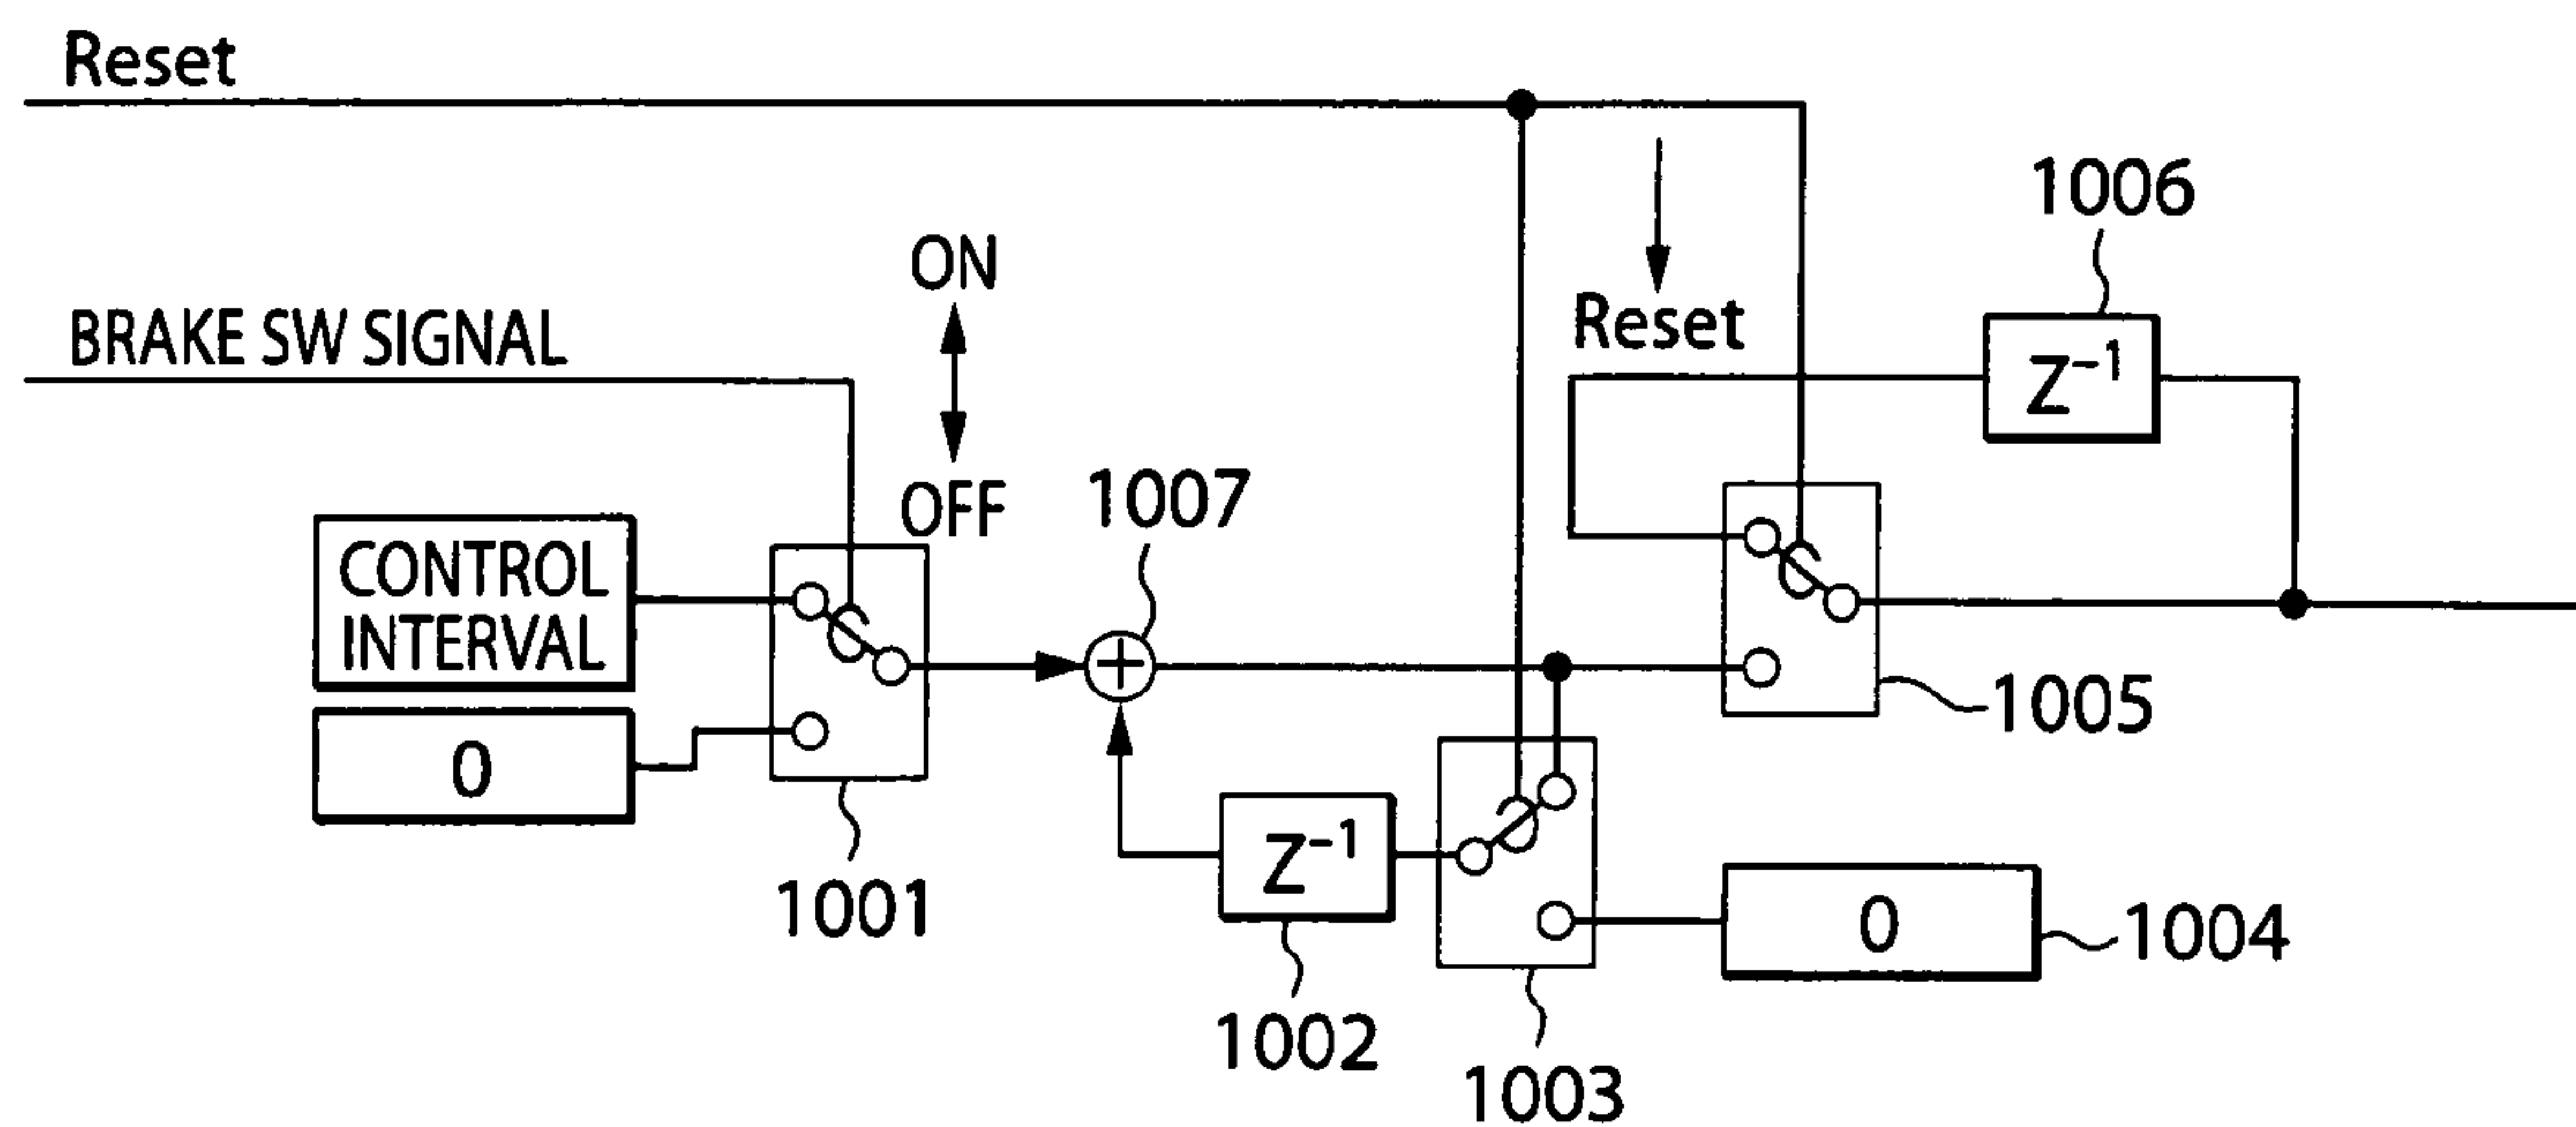 Reset
1006
ON
Z⁻¹
Reset
BRAKE SW SIGNAL
OFF
1007
CONTROL
INTERVAL
1005
0
Z⁻¹
0
1004
1001
1002
1003